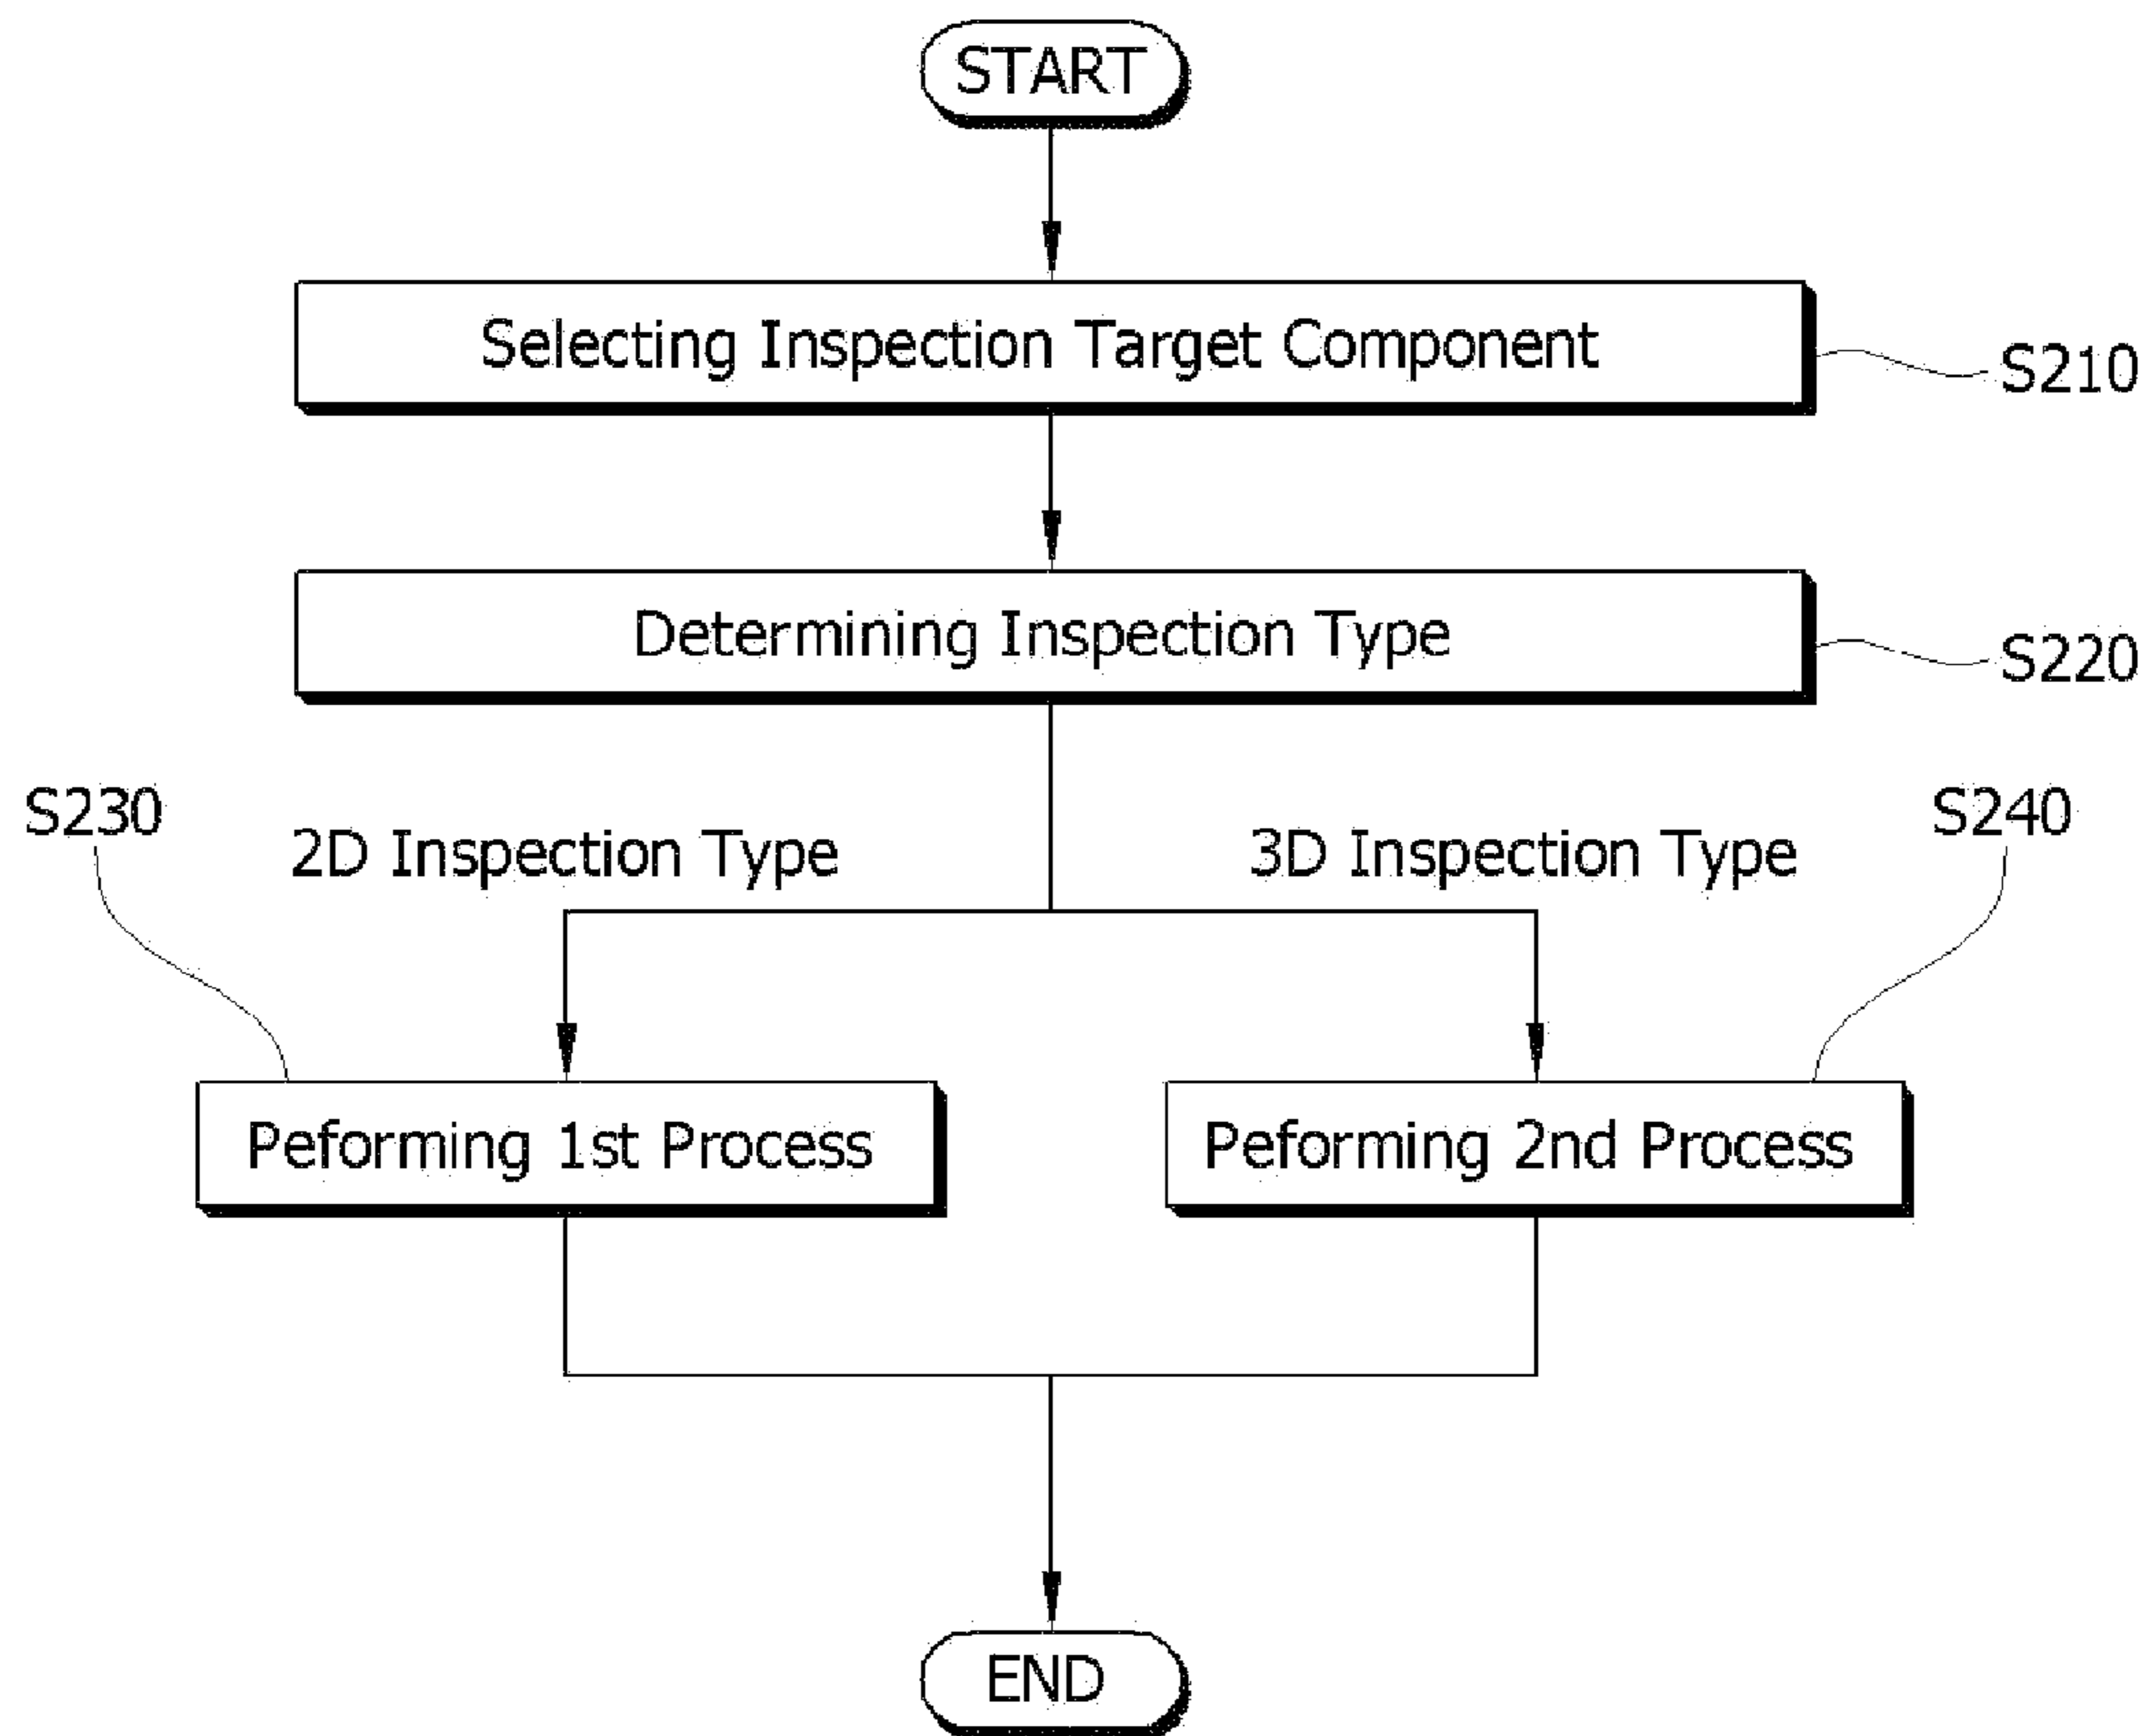 START
Selecting Inspection Target Component
S210
Determining Inspection Type
S220
S230
2D Inspection Type
3D Inspection Type
S240
Peforming 1st Process
Peforming 2nd Process
END